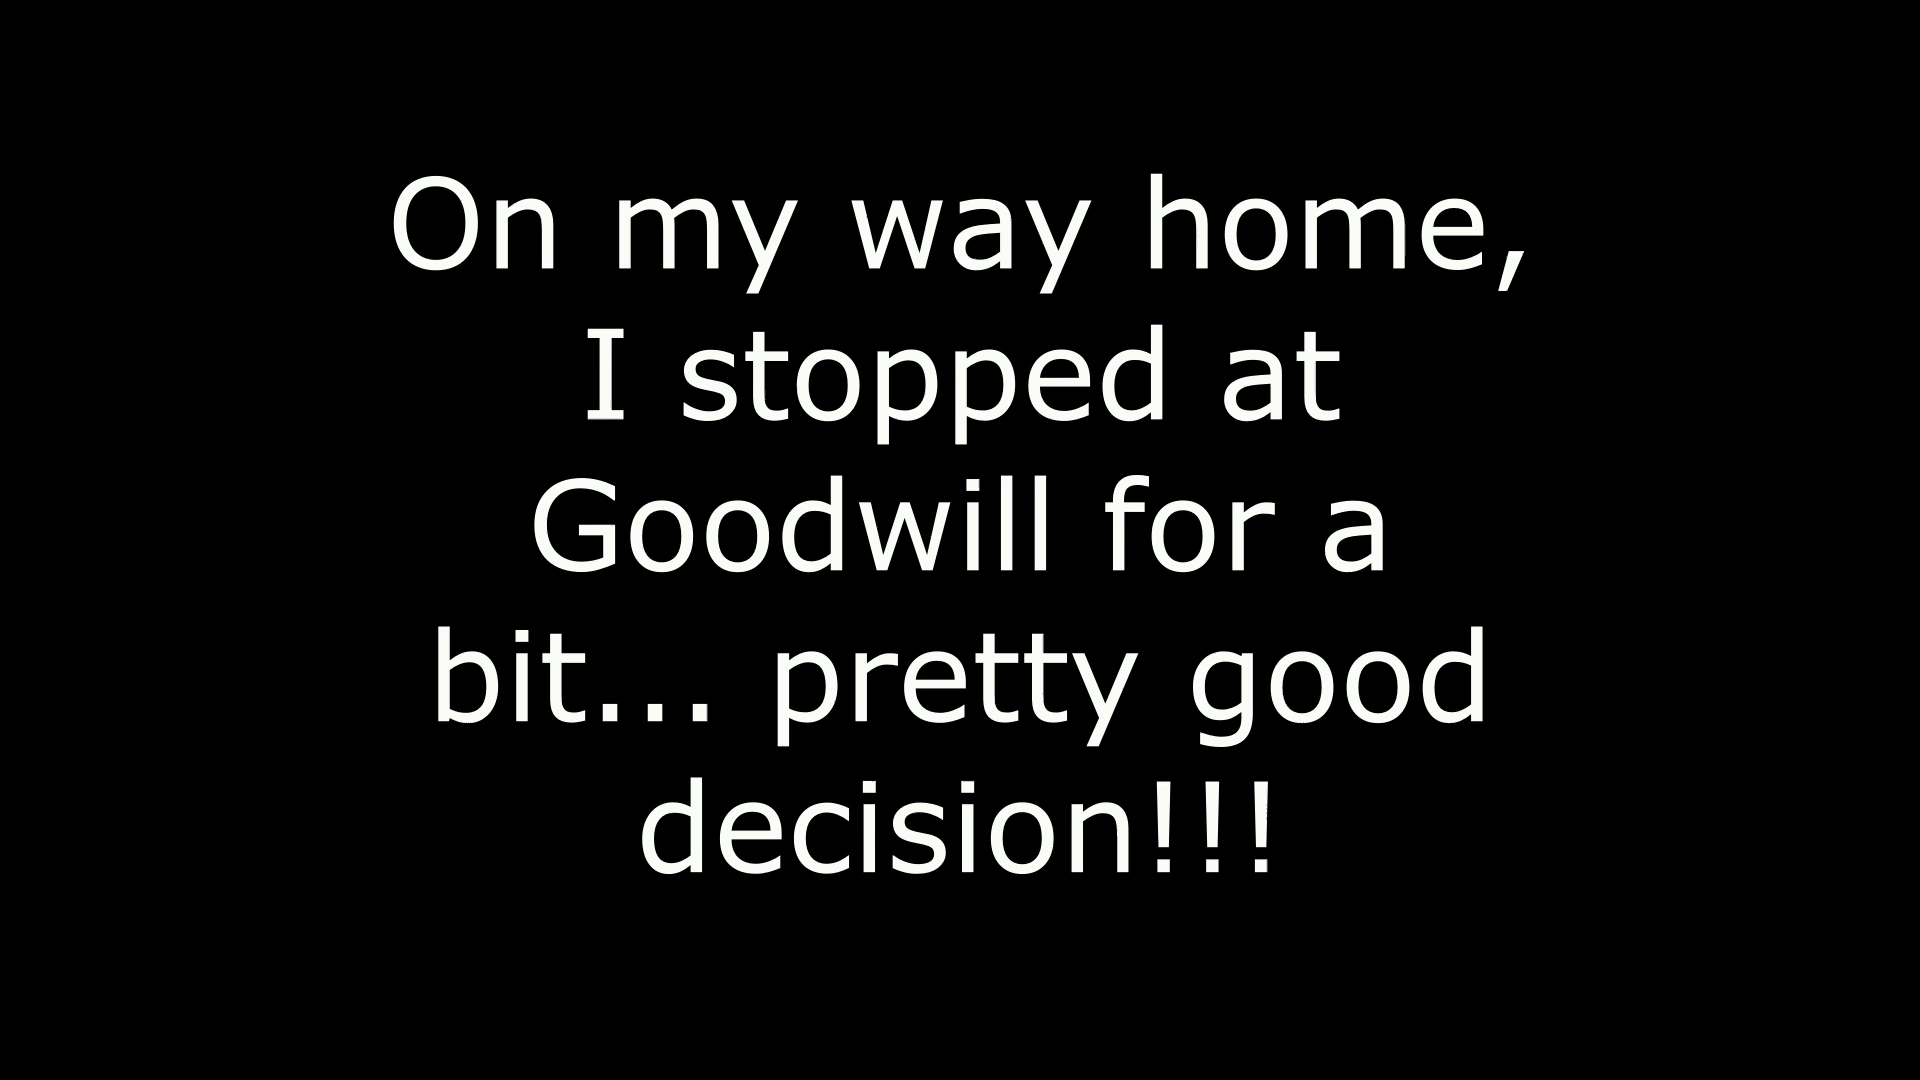 On my way home,
I stopped at
Goodwill for a
bit... pretty good
decision!!!